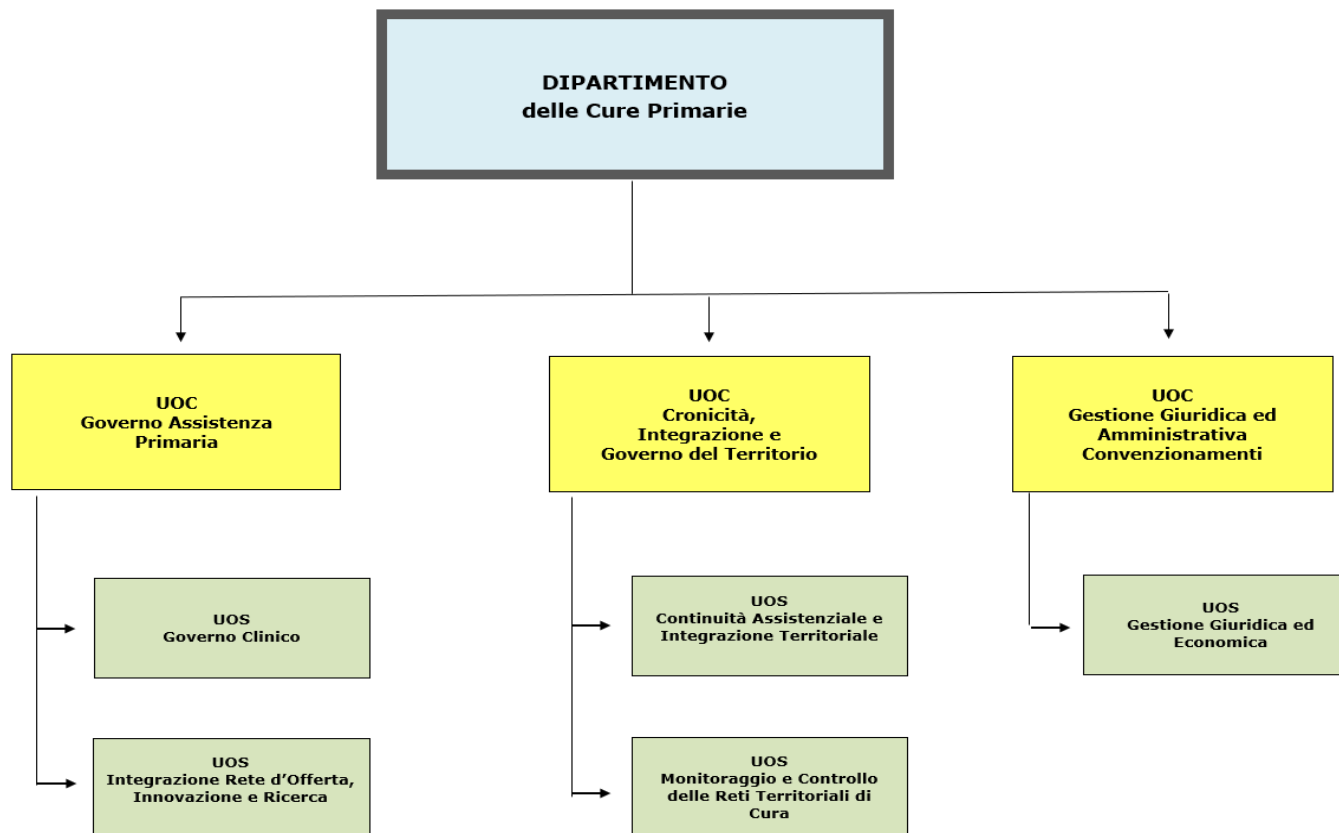 DIPARTIMENTO
delle Cure Primarie
UOC
Governo Assistenza
Primaria
UOC
Cronicità,
Integrazione e
Governo del Territorio
UOC
Gestione Giuridica ed
Amministrativa
Convenzionamenti
UOS
Governo Clinico
UOS
Continuità Assistenziale e
Integrazione Territoriale
UOS
Gestione Giuridica ed
Economica
UOS
Integrazione Rete d’Offerta,
Innovazione e Ricerca
UOS
Monitoraggio e Controllo
delle Reti Territoriali di
Cura